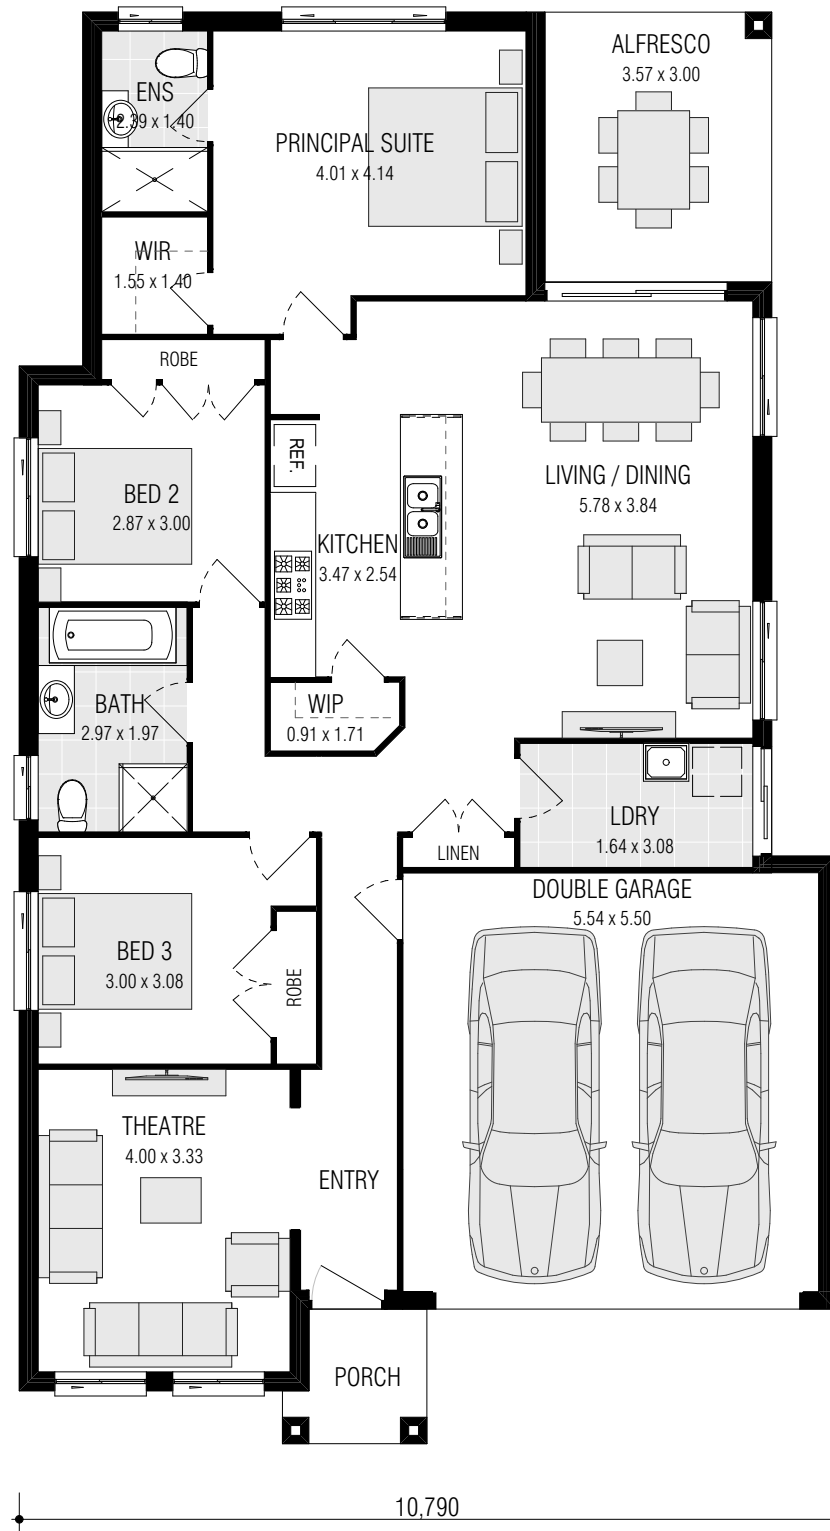 ALFRESCO
3.57 x 3.00
ENS
2.39 x 1.40
PRINCIPAL SUITE
4.01 x 4.14
WIR
1.55 x 1.40
ROBE
REF.
LIVING / DINING
5.78 x 3.84
BED 2
2.87 x 3.00
KITCHEN
3.47 x 2.54
BATH
2.97 x 1.97
WIP
0.91 x 1.71
LDRY
1.64 x 3.08
LINEN
DOUBLE GARAGE
5.54 x 5.50
BED 3
3.00 x 3.08
ROBE
THEATRE
4.00 x 3.33
ENTRY
PORCH
10,790